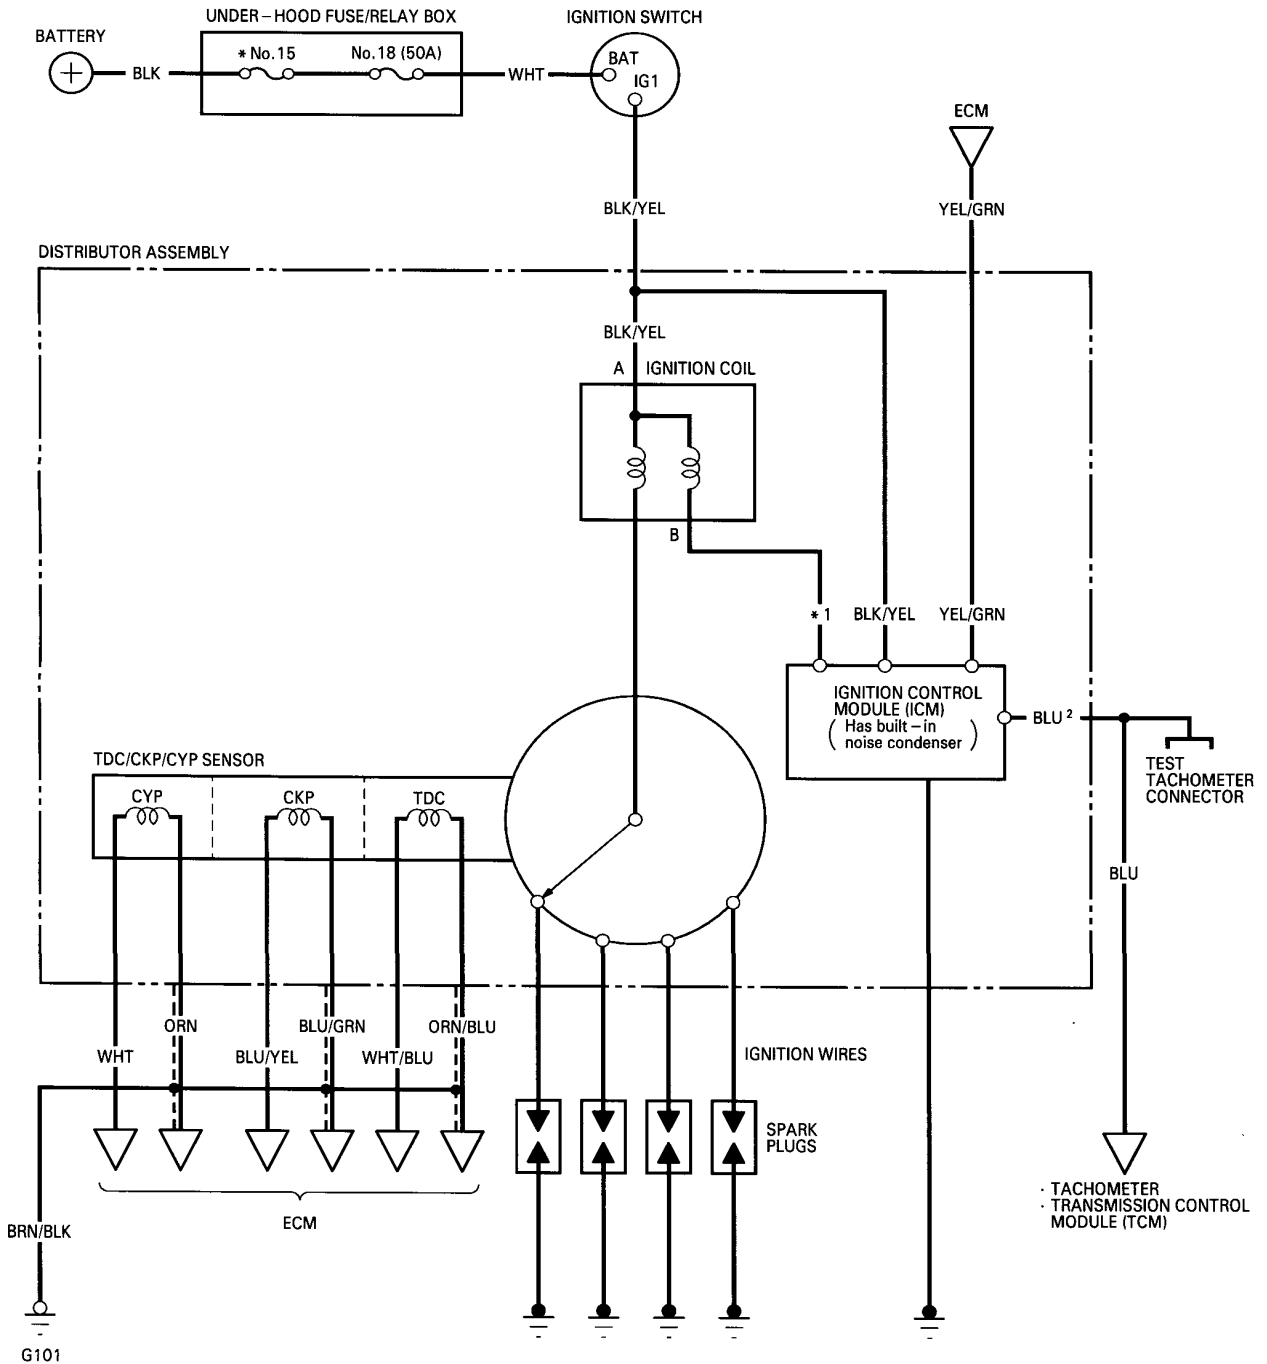 UNDER-HOOD FUSE/RELAY BOX
IGNITION SWITCH
BATTERY
* No.15
No.18 (50A)
BAT
BLK
WHT
IG1
ECM
BLK/YEL
YEL/GRN
DISTRIBUTOR ASSEMBLY
BLK/YEL
A
IGNITION COIL
B
* 1
BLK/YEL
YEL/GRN
IGNITION CONTROL
MODULE (ICM)
(Has built-in
noise condenser)
BLU 2
TEST
TACHOMETER
CONNECTOR
TDC/CKP/CYP SENSOR
CYP
CKP
TDC
BLU
ORN
BLU/GRN
ORN/BLU
WHT
BLU/YEL
WHT/BLU
IGNITION WIRES
SPARK
PLUGS
ECM
BRN/BLK
G101
· TACHOMETER
· TRANSMISSION CONTROL
MODULE (TCM)